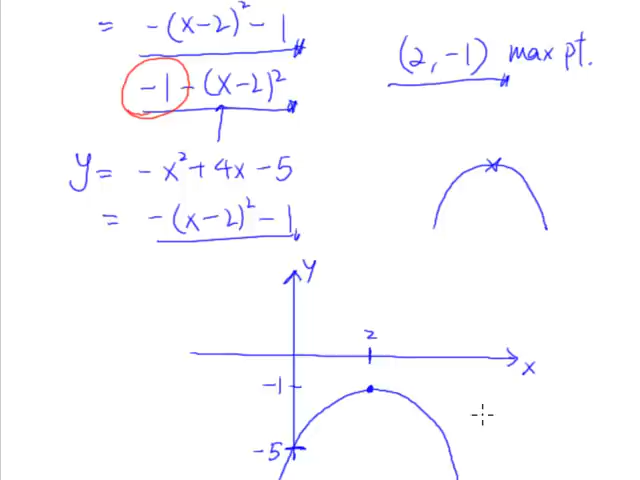 = -(x-2)² - 1
(2, -1) max pt.
-1 - (x-2)²
y = -x² + 4x - 5
= -(x-2)² - 1
y
2
x
-1
-5